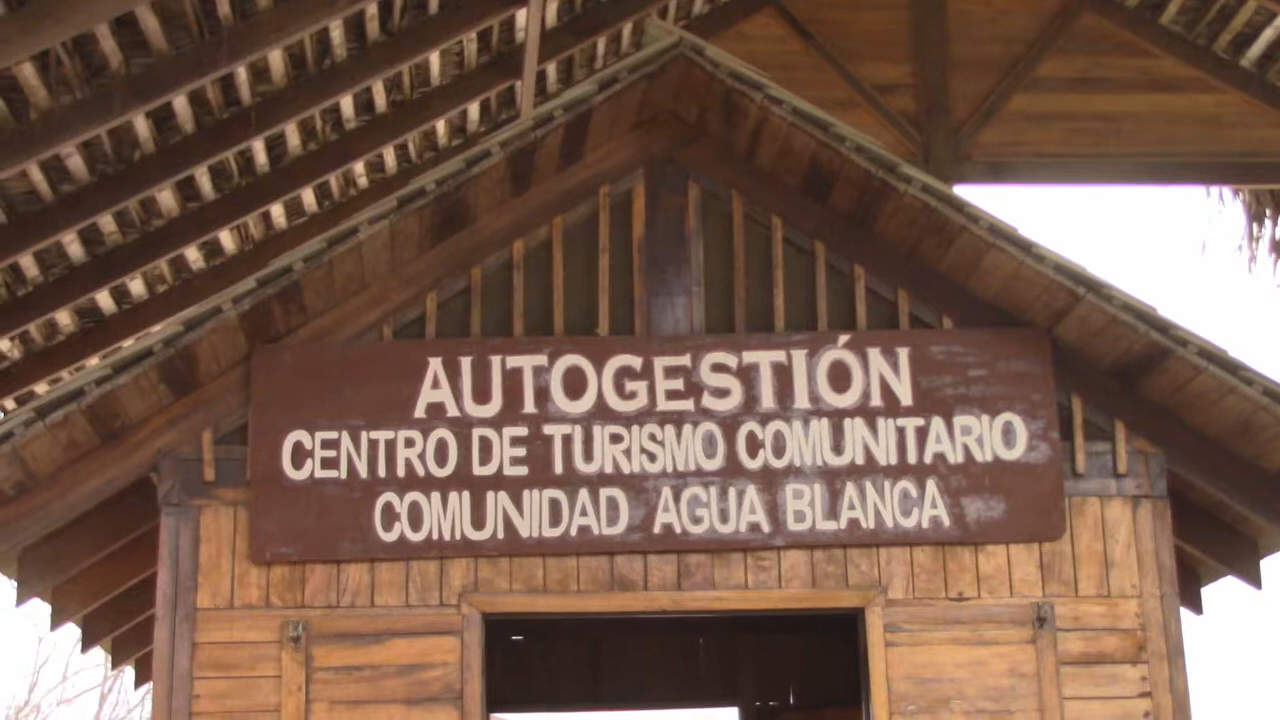 AUTOGESTIÓN
CENTRO DE TURISMO COMUNITARIO
COMUNIDAD AGUA BLANCA